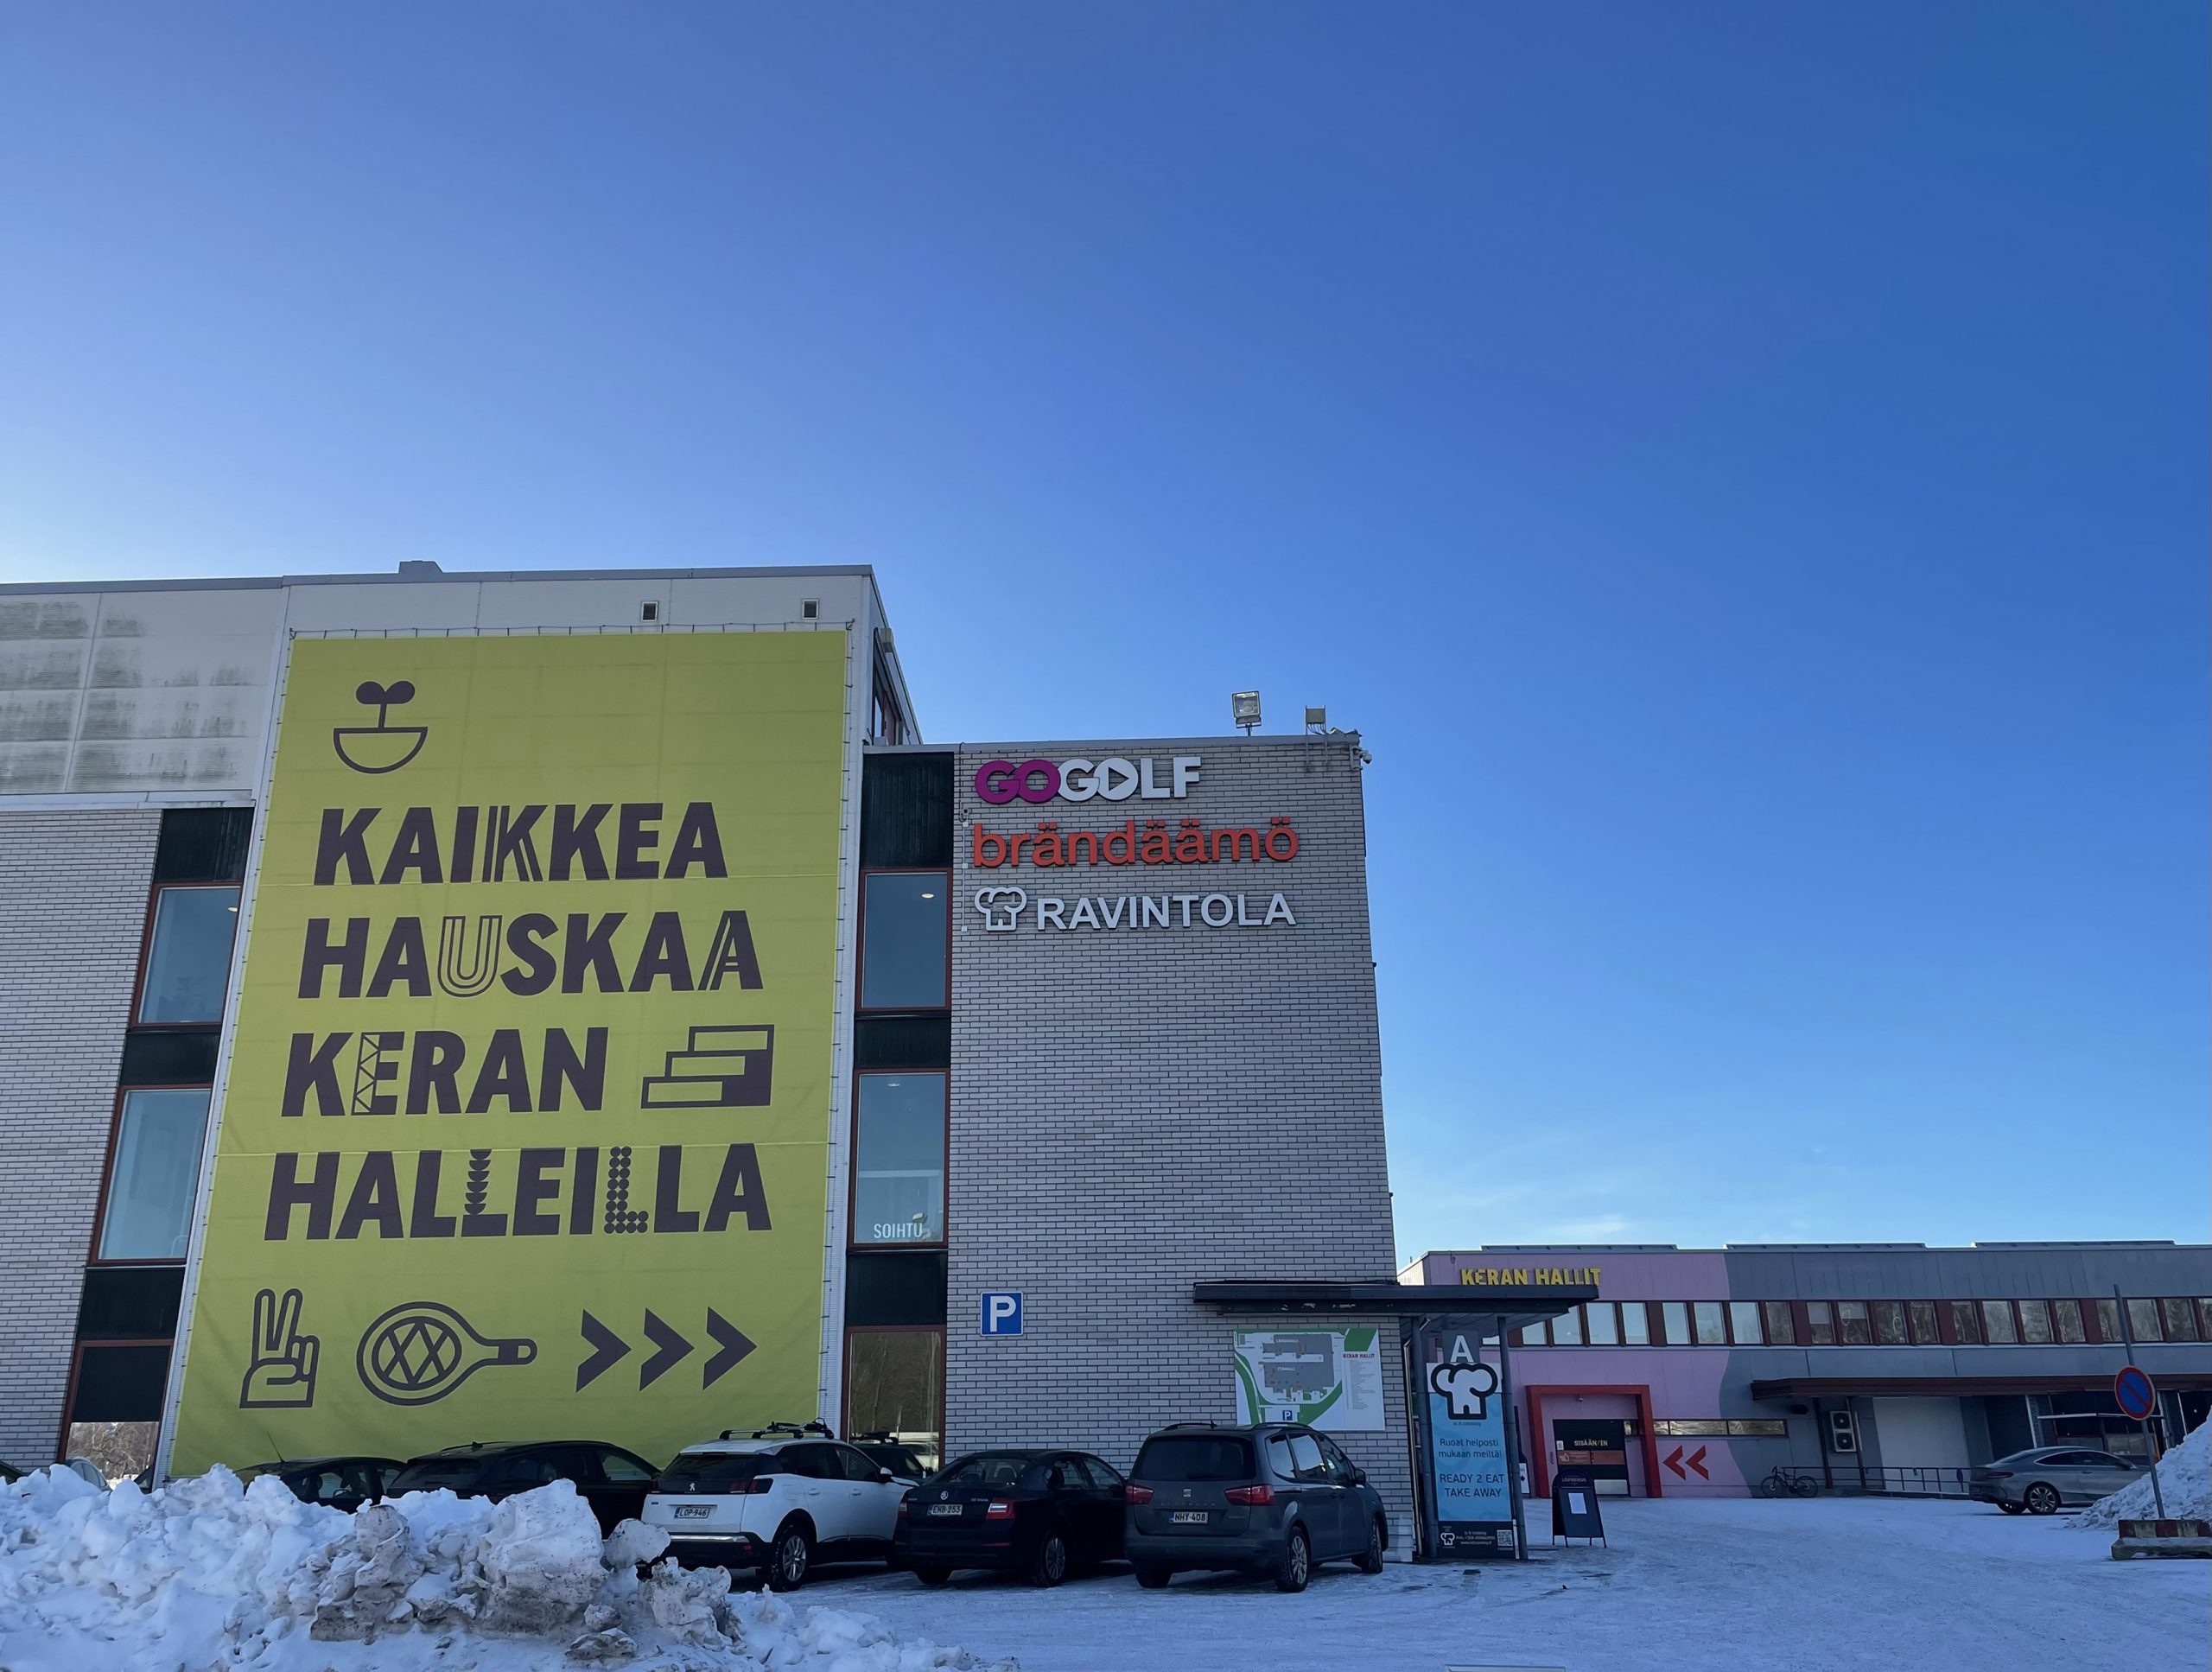 KAIKKEA
HAUSKAA
KERAN
HALLEILLA
GOGOLF
brändäämö
RAVINTOLA
SOIHTU
P
KERAN HALLIT
KERAN HALLIT
P
A
Ruoat helposti
mukaan meiltä!
READY 2 EAT
TAKE AWAY
SISÄÄN/IN
LOP-946
ENB-253
NHY-408